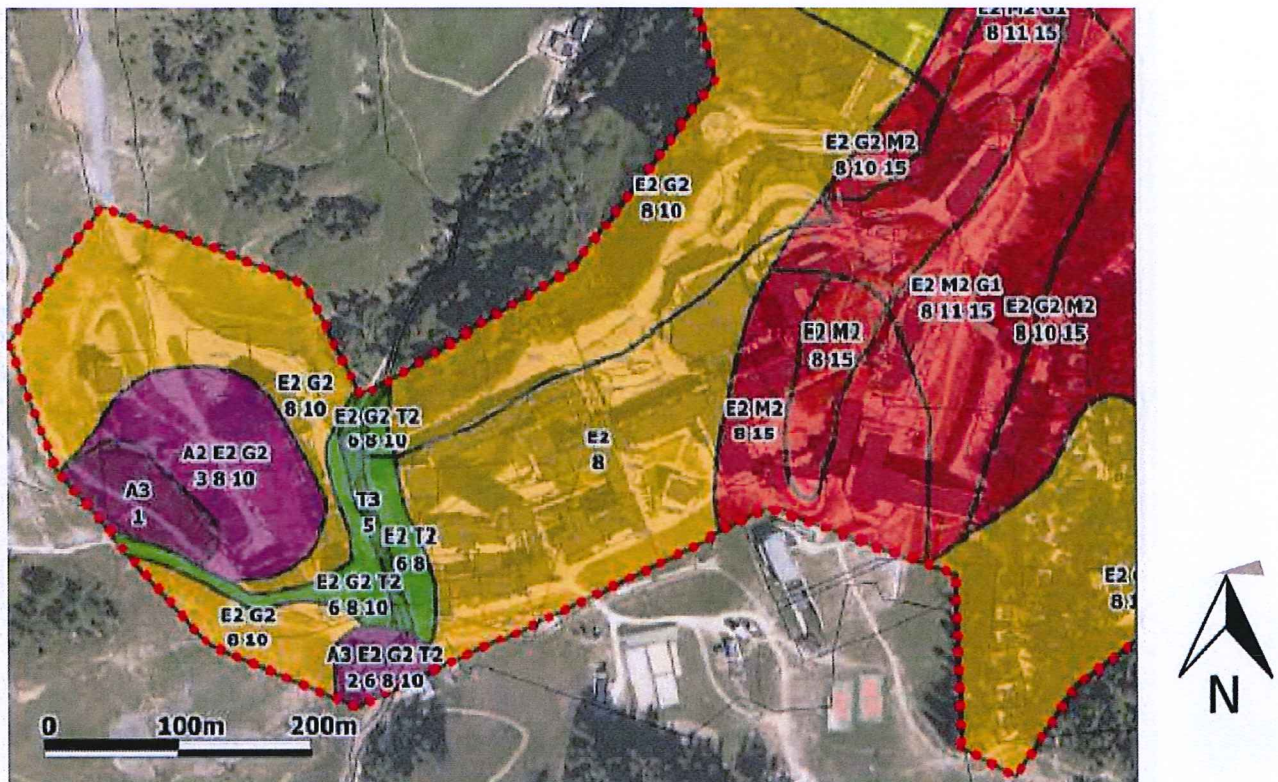 E2 M2 G1
8 11 15
E2 G2 M2
8 10 15
E2 G2
8 10
E2 M2 G1
8 11 15
E2 G2 M2
8 10 15
E2 M2
8 15
E2 G2
8 10
E2 M2
8 15
E2 G2 T2
6 8 10
E2
8
A2 E2 G2
3 8 10
A3
1
T3
5
E2 T2
6 8
E2 G2 T2
6 8 10
E2 G2
8 10
A3 E2 G2 T2
2 6 8 10
0 100m 200m
N